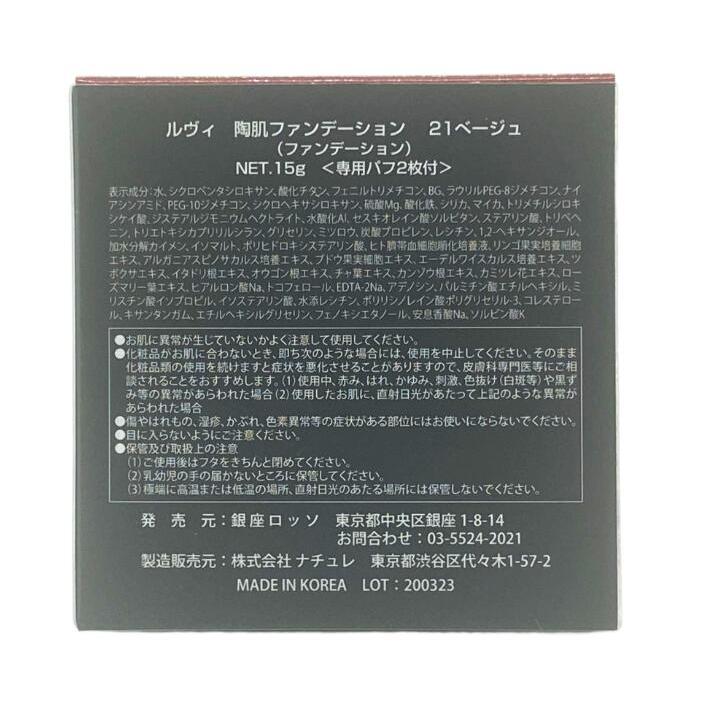 ルヴィ　陶肌ファンデーション　21ベージュ
(ファンデーション)
NET.15g　＜専用パフ2枚付＞
表示成分：水、シクロペンタシロキサン、酸化チタン、フェニルトリメチコン、BG、ラウリルPEG-8ジメチコン、ナイ
アシンアミド、PEG-10ジメチコン、シクロヘキサシロキサン、硫酸Mg、酸化鉄、シリカ、マイカ、トリメチルシロキ
シケイ酸、ジステアルジモニウムヘクトライト、水酸化Al、セスキオレイン酸ソルビタン、ステアリン酸、トリベヘ
ニン、トリエトキシカプリリルシラン、グリセリン、ミツロウ、炭酸プロピレン、レシチン、1,2-ヘキサンジオール、
加水分解カイメン、イソマルト、ポリヒドロキシステアリン酸、ヒト臍帯血細胞順化培養液、リンゴ果実培養細胞
エキス、アルガニアスピノサカルス培養エキス、ブドウ果実細胞エキス、エーデルワイスカルス培養エキス、ツ
ボクサエキス、イタドリ根エキス、オウゴン根エキス、チャ葉エキス、カンゾウ根エキス、カミツレ花エキス、ロー
ズマリー葉エキス、ヒアルロン酸Na、トコフェロール、EDTA-2Na、アデノシン、パルミチン酸エチルヘキシル、ミ
リスチン酸イソプロピル、イソステアリン酸、水添レシチン、ポリリシノレイン酸ポリグリセリル-3、コレステロー
ル、キサンタンガム、エチルヘキシルグリセリン、フェノキシエタノール、安息香酸Na、ソルビン酸K
●お肌に異常が生じていないかよく注意して使用してください。
●化粧品がお肌に合わないとき、即ち次のような場合には、使用を中止してください。そのまま
化粧品類の使用を続けますと症状を悪化させることがありますので、皮膚科専門医等にご相
談されることをおすすめします。(1)使用中、赤み、はれ、かゆみ、刺激、色抜け(白斑等)や黒ず
み等の異常があらわれた場合(2)使用したお肌に、直射日光があたって上記のような異常が
あらわれた場合
●傷やはれもの、湿疹、かぶれ、色素異常等の症状がある部位にはお使いにならないでください。
●目に入らないようにご注意ください。
●保管及び取扱上の注意
(1)ご使用後はフタをきちんと閉めてください。
(2)乳幼児の手の届かないところに保管してください。
(3)極端に高温または低温の場所、直射日光のあたる場所には保管しないでください。
発　売　元：銀座ロッソ　東京都中央区銀座1-8-14
お問合わせ：03-5524-2021
製造販売元：株式会社ナチュレ　東京都渋谷区代々木1-57-2
MADE IN KOREA　LOT：200323